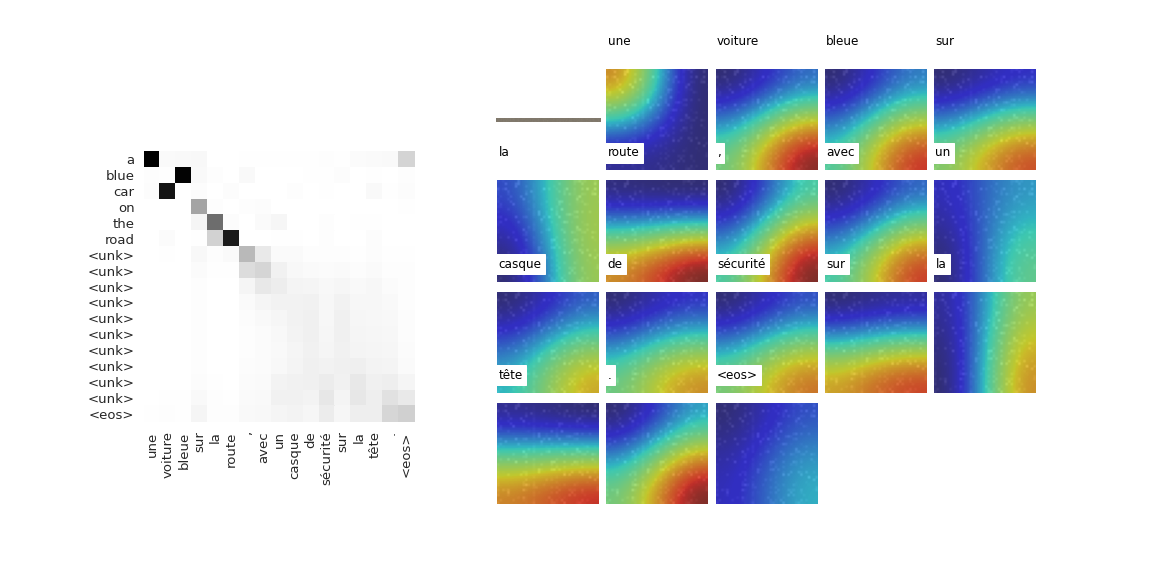 a
blue
car
on
the
road
<unk>
<unk>
<unk>
<unk>
<unk>
<unk>
<unk>
<unk>
<unk>
<eos>
une
voiture
bleue
sur
la
route
,
avec
un
casque
de
sécurité
sur
la
tête
.
<eos>
une voiture bleue sur
la route , avec un
casque de sécurité sur la
tête . <eos>